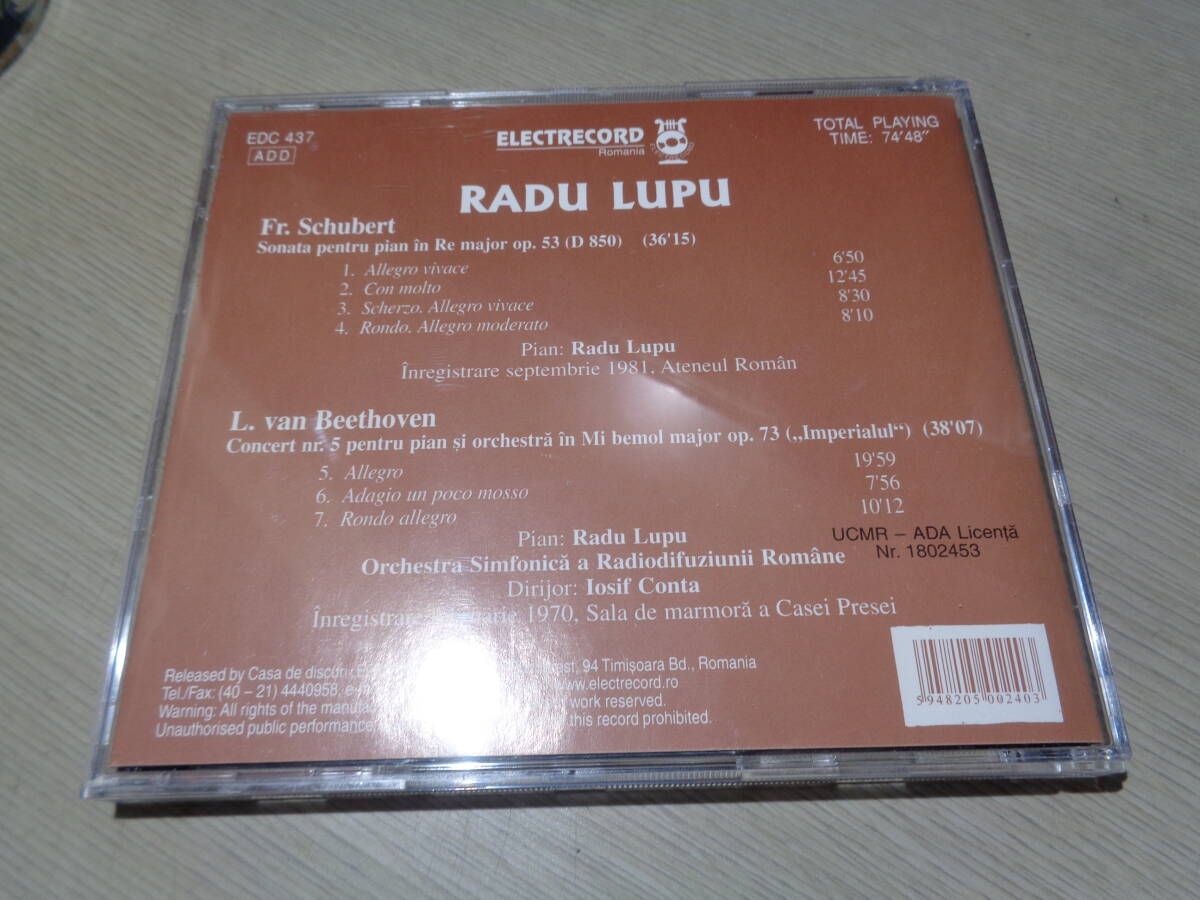 EDC 437
ADD
ELECTRECORD
Romania
TOTAL PLAYING
TIME: 74'48"
RADU LUPU
Fr. Schubert
Sonata pentru pian în Re major op. 53 (D 850) (36'15)
1. Allegro vivace 6'50
2. Con molto 12'45
3. Scherzo. Allegro vivace 8'30
4. Rondo. Allegro moderato 8'10
Pian: Radu Lupu
Înregistrare septembrie 1981, Ateneul Român
L. van Beethoven
Concert nr. 5 pentru pian și orchestră în Mi bemol major op. 73 („Imperialul“) (38'07)
5. Allegro 19'59
6. Adagio un poco mosso 7'56
7. Rondo allegro 10'12
Pian: Radu Lupu
Orchestra Simfonică a Radiodifuziunii Române
Dirijor: Iosif Conta
Înregistrare 1970, Sala de marmoră a Casei Presei
UCMR – ADA Licență
Nr. 1802453
Released by Casa de discuri 94 Timișoara Bd., Romania
Tel./Fax: (40 – 21) 4440958, www.electrecord.ro
Warning: All rights of the work reserved.
Unauthorised public performance, this record prohibited.
5 948205 002403